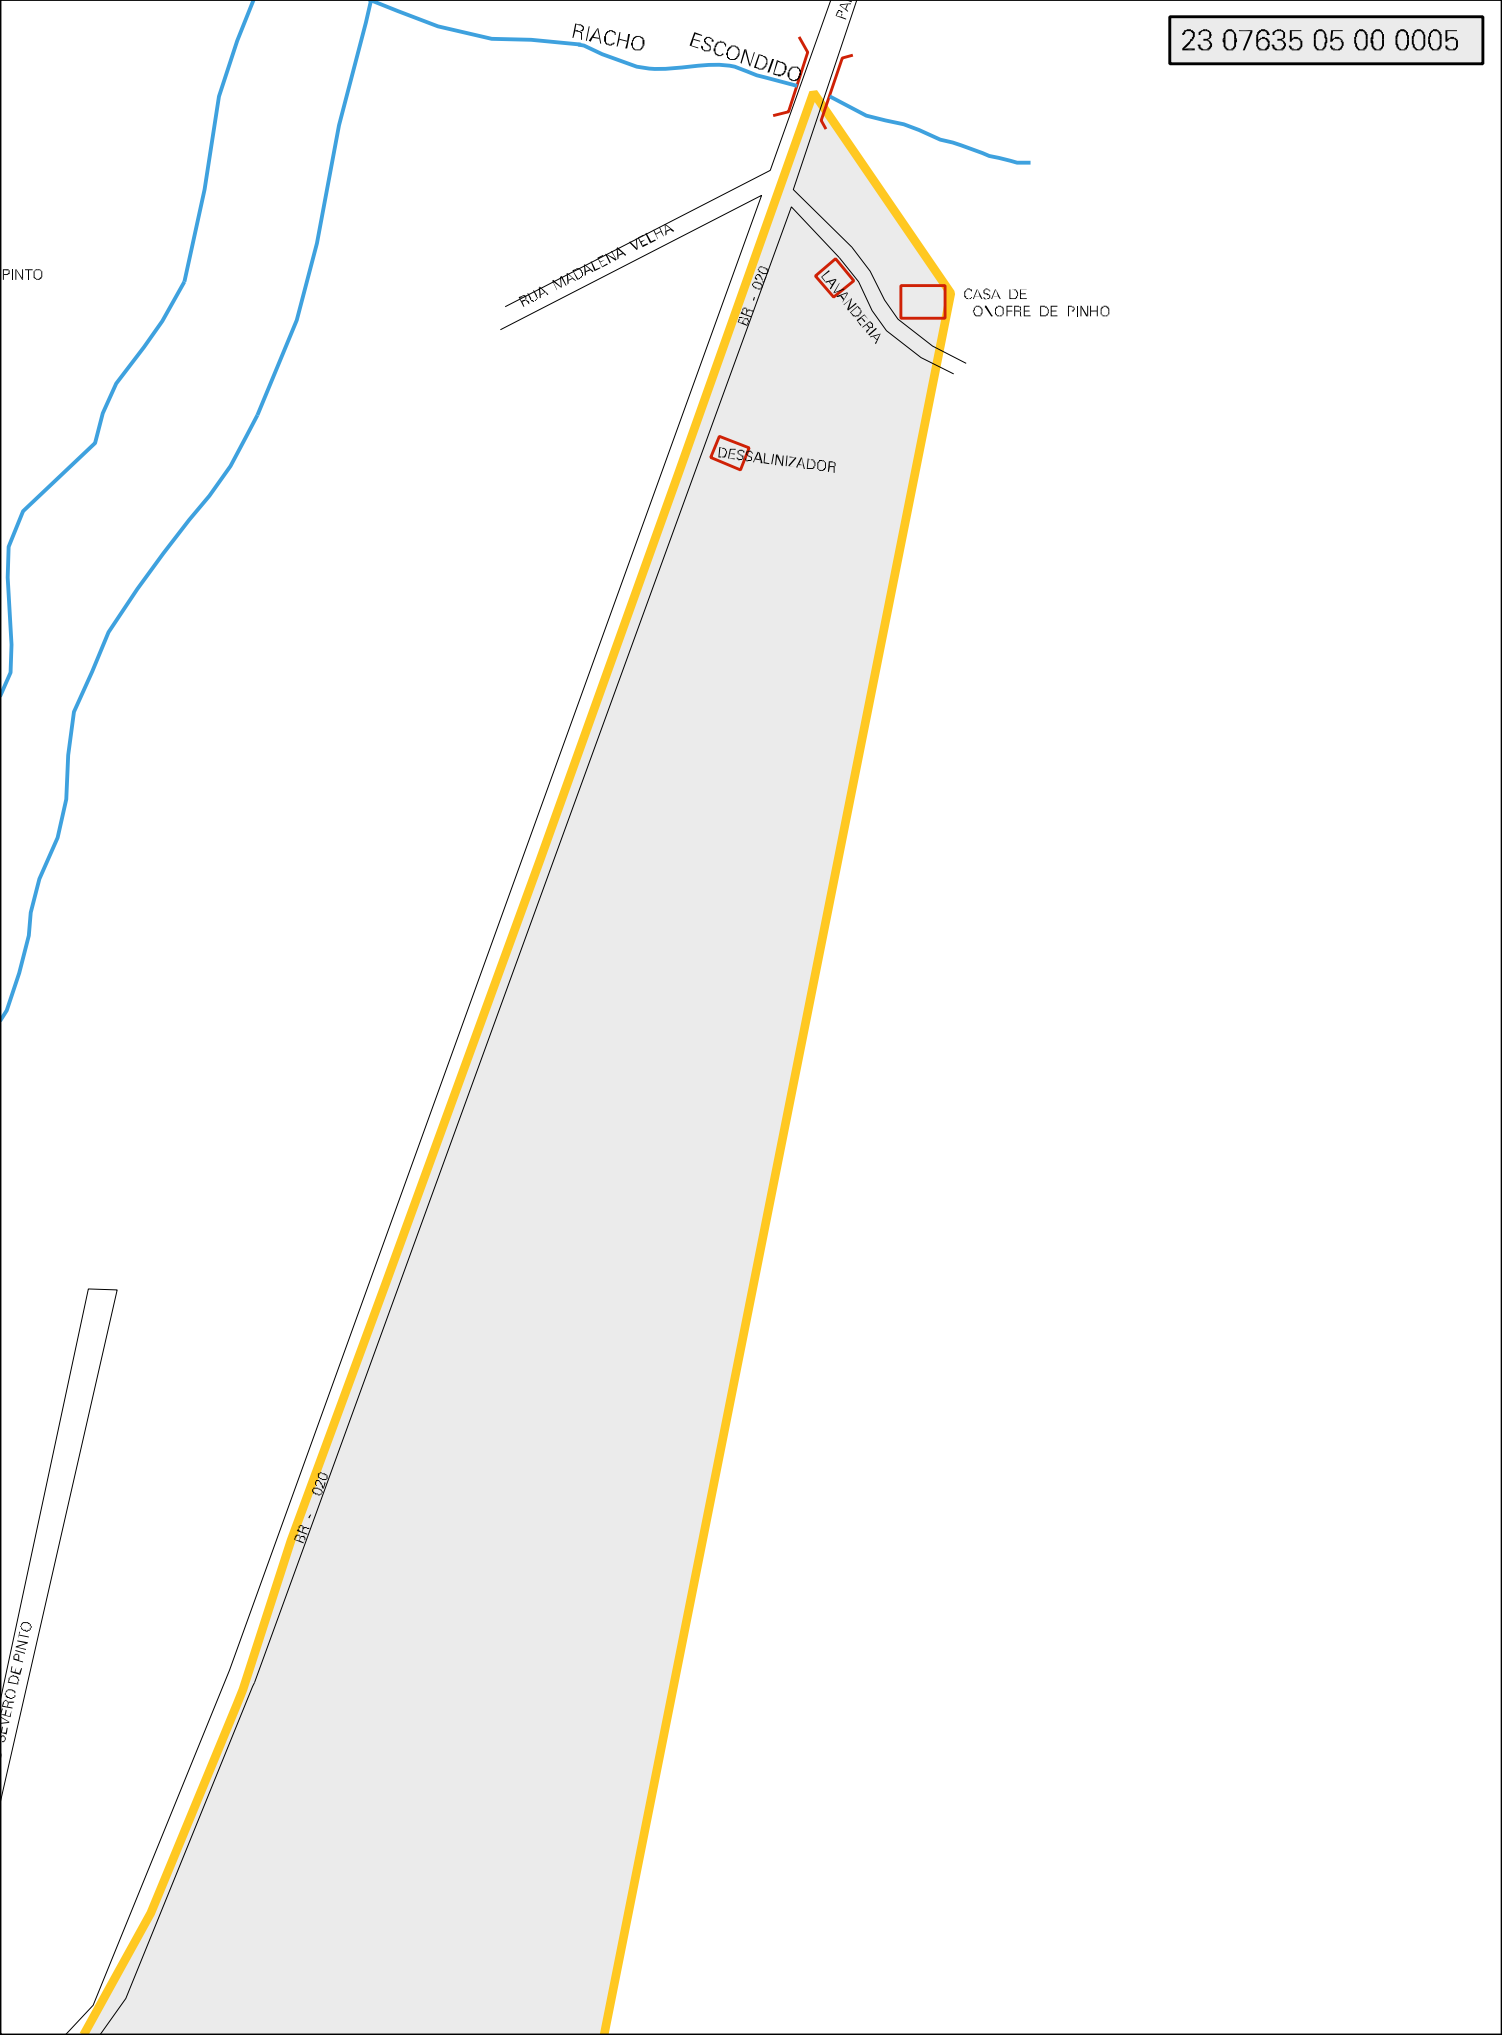 23 07635 05 00 0005
RIACHO ESCONDIDO
RUA MADALENA VELHA
PINTO
BR - 020
LAVANDERIA
CASA DE
ONOFRE DE PINHO
DESSALINIZADOR
BR - 020
SEVERO DE PINTO